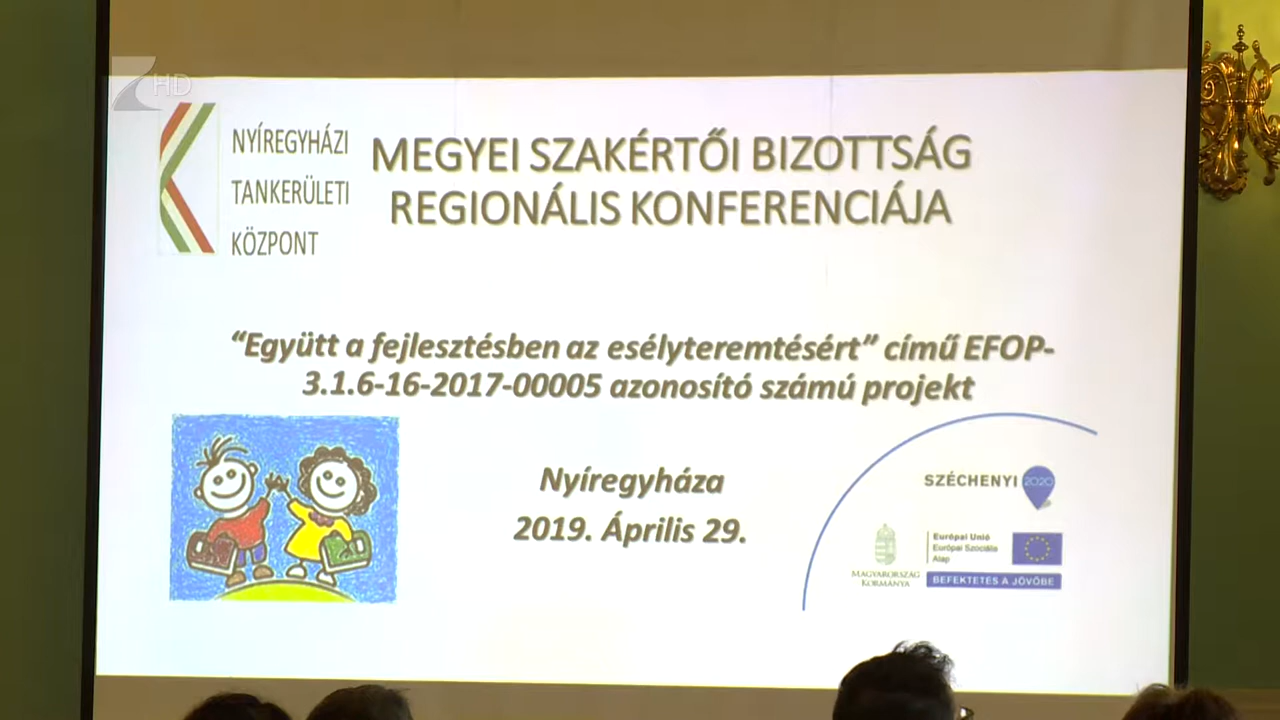 HD
NYÍREGYHÁZI
TANKERÜLETI
KÖZPONT
MEGYEI SZAKÉRTŐI BIZOTTSÁG
REGIONÁLIS KONFERENCIÁJA
“Együtt a fejlesztésben az esélyteremtésért” című EFOP-
3.1.6-16-2017-00005 azonosító számú projekt
Nyíregyháza
2019. Április 29.
SZÉCHENYI 2020
MAGYARORSZÁG
KORMÁNYA
Európai Unió
Európai Szociális
Alap
BEFEKTETÉS A JÖVŐBE